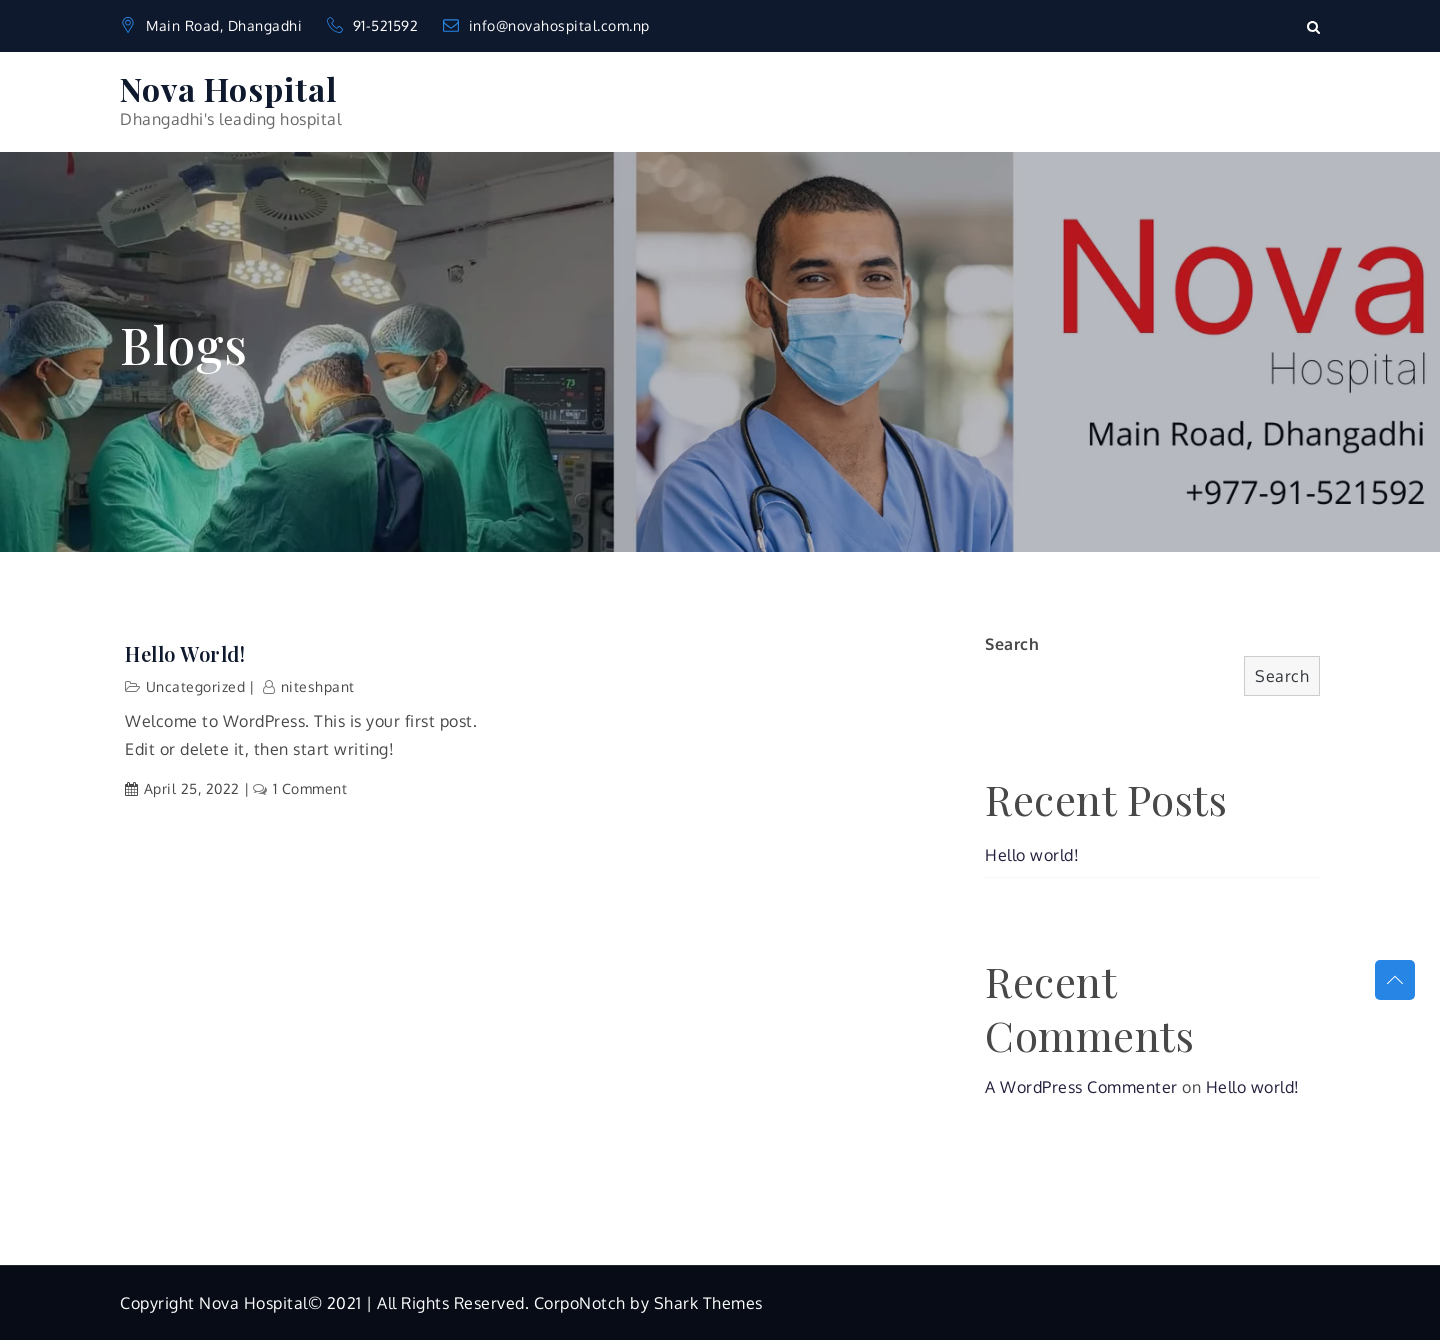 Main Road, Dhangadhi 91-521592 info@novahospital.com.np
Nova Hospital
Dhangadhi's leading hospital
Blogs
Nova
Hospital
Main Road, Dhangadhi
+977-91-521592
73
Hello World!
Uncategorized | niteshpant
Welcome to WordPress. This is your first post.
Edit or delete it, then start writing!
April 25, 2022 | 1 Comment
Search
Search
Recent Posts
Hello world!
Recent
Comments
A WordPress Commenter on Hello world!
Copyright Nova Hospital© 2021 | All Rights Reserved. CorpoNotch by Shark Themes